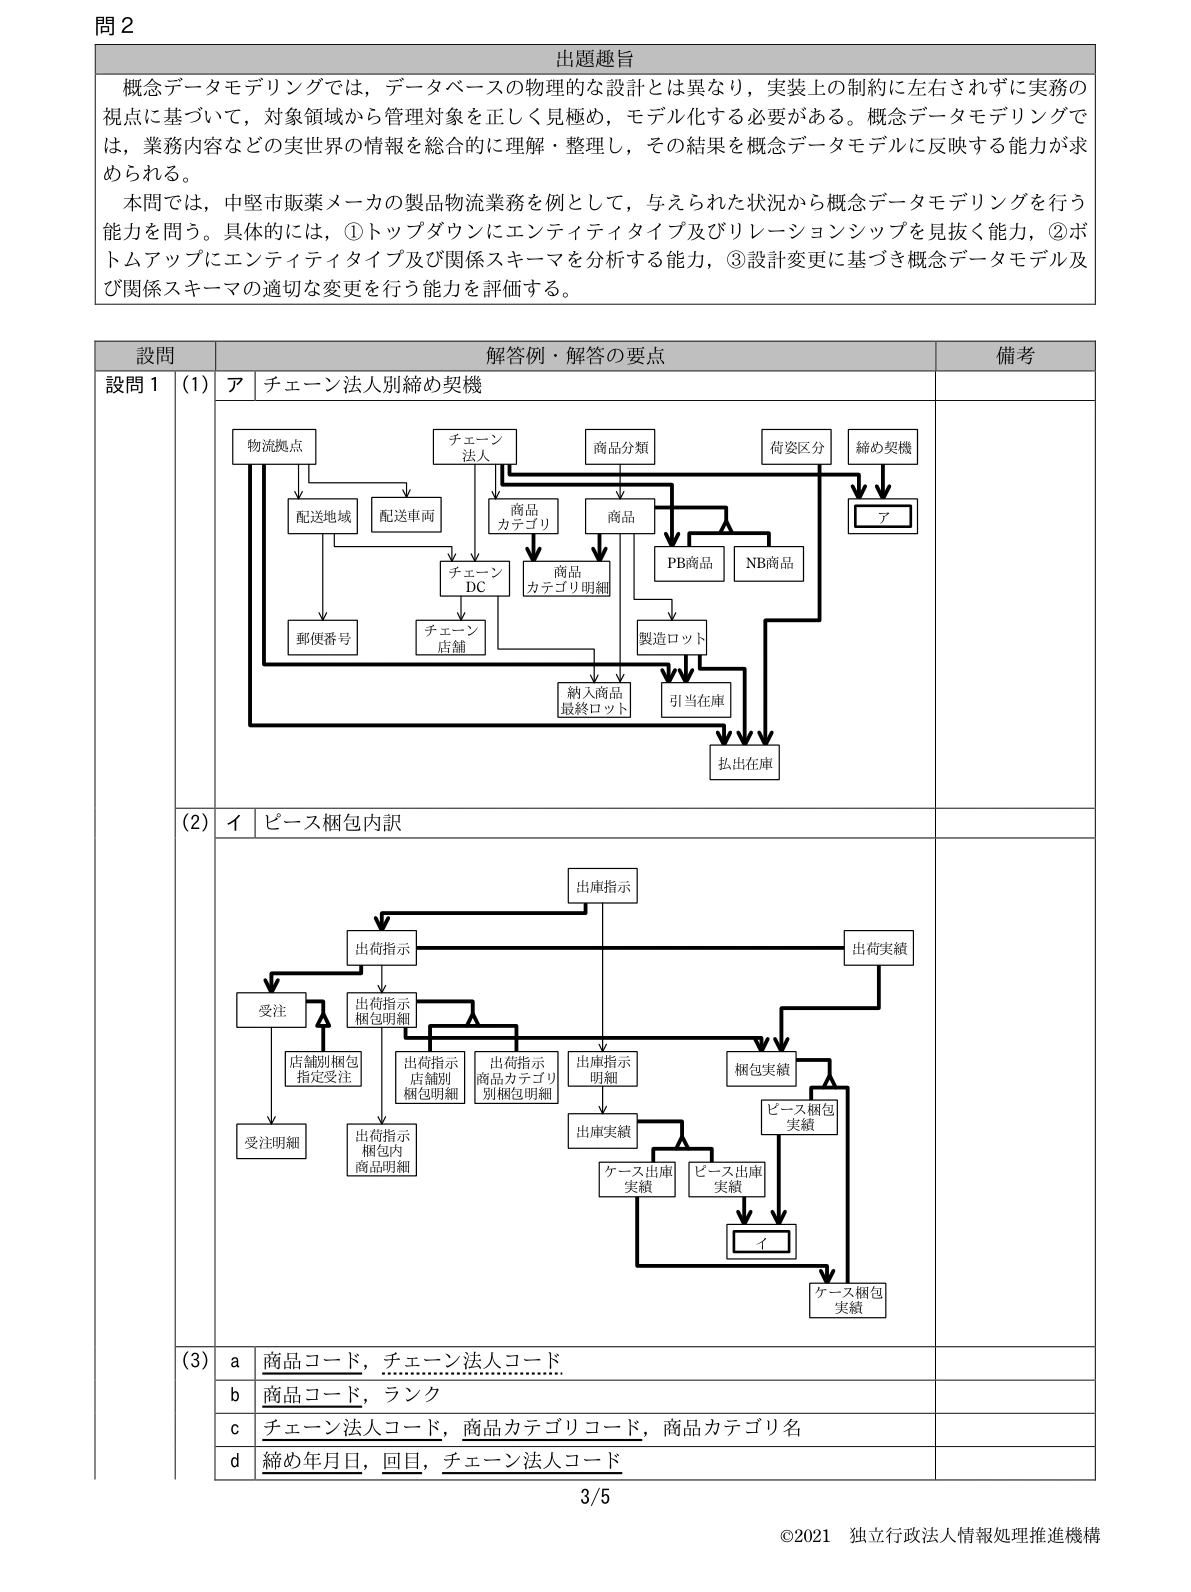 問２
出題趣旨
概念データモデリングでは，データベースの物理的な設計とは異なり，実装上の制約に左右されずに実務の
視点に基づいて，対象領域から管理対象を正しく見極め，モデル化する必要がある。概念データモデリングで
は，業務内容などの実世界の情報を総合的に理解・整理し，その結果を概念データモデルに反映する能力が求
められる。
本問では，中堅市販薬メーカの製品物流業務を例として，与えられた状況から概念データモデリングを行う
能力を問う。具体的には，①トップダウンにエンティティタイプ及びリレーションシップを見抜く能力，②ボ
トムアップにエンティティタイプ及び関係スキーマを分析する能力，③設計変更に基づき概念データモデル及
び関係スキーマの適切な変更を行う能力を評価する。
設問 解答例・解答の要点 備考
設問１ (1) ア チェーン法人別締め契機
物流拠点 チェーン 商品分類 荷姿区分 締め契機
法人
配送地域 配送車両 商品 商品 ア
カテゴリ
PB商品 NB商品
チェーン 商品
DC カテゴリ明細
郵便番号 チェーン 製造ロット
店舗
納入商品 引当在庫
最終ロット
払出在庫
(2) イ ピース梱包内訳
出庫指示
出荷指示 出荷実績
受注 出荷指示
梱包明細
店舗別梱包 出荷指示 出荷指示 出庫指示 梱包実績
指定受注 店舗別 商品カテゴリ 明細
梱包明細 別梱包明細
ピース梱包
実績
受注明細 出荷指示 出庫実績
梱包内
商品明細
ケース出庫 ピース出庫
実績 実績
イ
ケース梱包
実績
(3) a 商品コード，チェーン法人コード
b 商品コード，ランク
c チェーン法人コード，商品カテゴリコード，商品カテゴリ名
d 締め年月日，回目，チェーン法人コード
3/5
©2021 独立行政法人情報処理推進機構